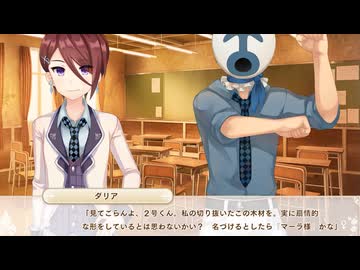 ダリア
「見てごらんよ、２号くん、私の切り抜いたこの木材を。実に扇情的
な形をしているとは思わないかい？　名づけるとしたら「マーラ様　かな」